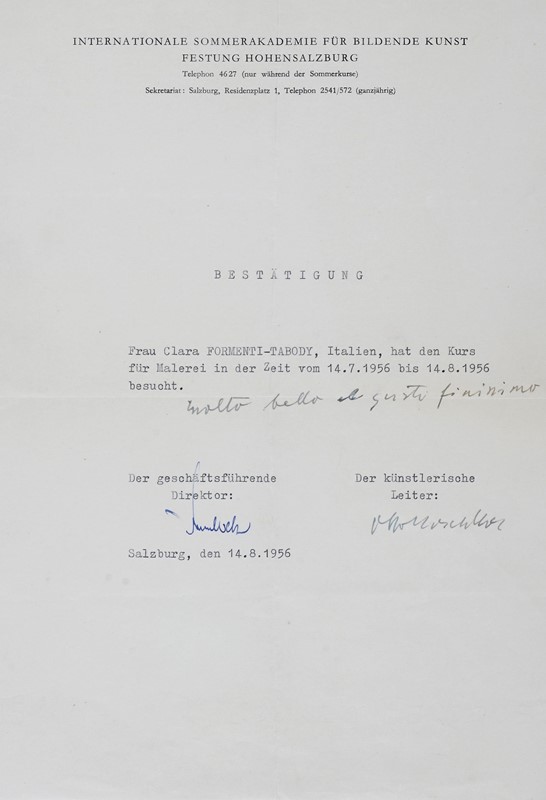 INTERNATIONALE SOMMERAKADEMIE FÜR BILDENDE KUNST
FESTUNG HOHENSALZBURG
Telephon 4627 (nur während der Sommerkurse)
Sekretariat: Salzburg, Residenzplatz 1, Telephon 2541/572 (ganzjährig)
BESTÄTIGUNG
Frau Clara FORMENTI-TABODY, Italien, hat den Kurs
für Malerei in der Zeit vom 14.7.1956 bis 14.8.1956
besucht.
molto bello et gusto finissimo
Der geschäftsführende Direktor:
Der künstlerische Leiter:
OKokoschka
Salzburg, den 14.8.1956